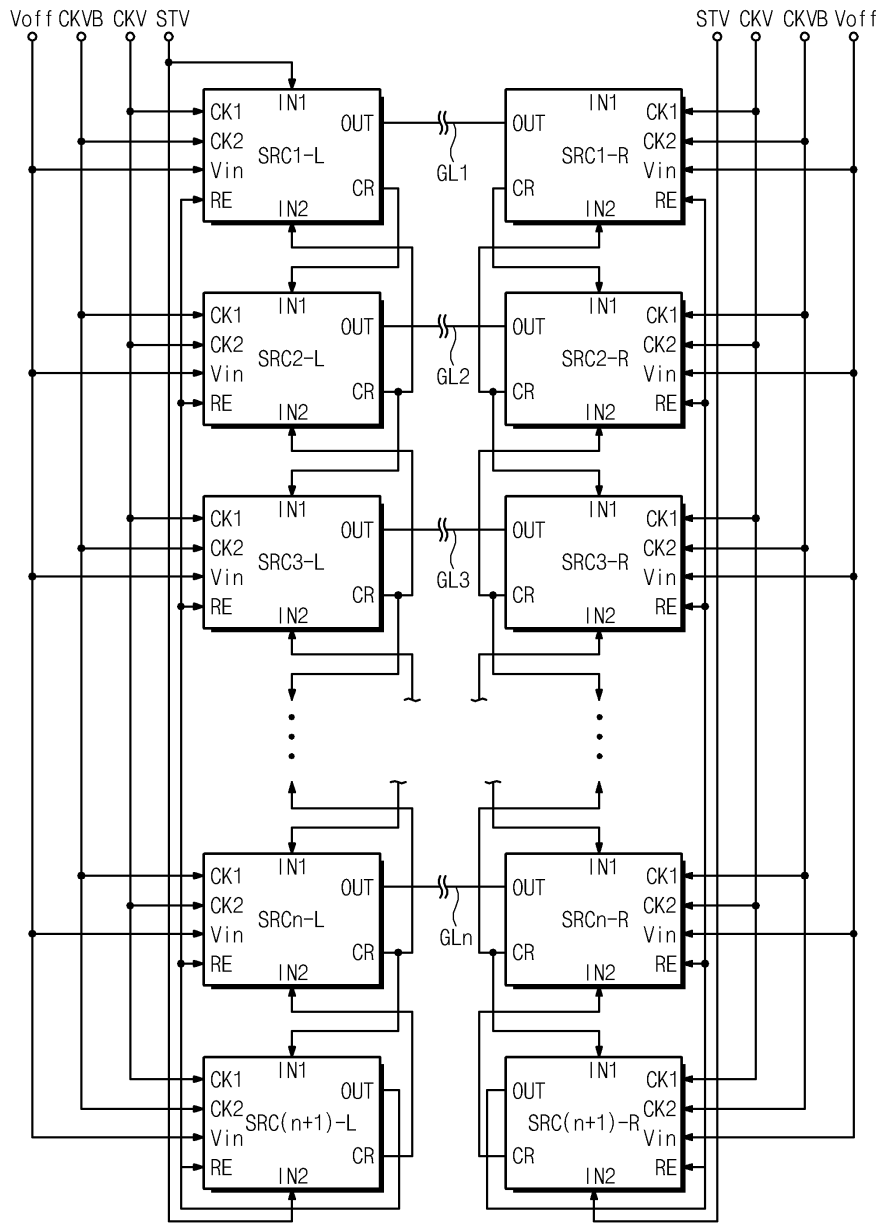 Voff CKVB CKV STV STV CKV CKVB Voff
IN1 IN1
CK1 OUT OUT CK1
CK2 CK2
SRC1-L SRC1-R
Vin GL1 Vin
RE CR CR RE
IN2 IN2
IN1 IN1
CK1 OUT OUT CK1
CK2 CK2
SRC2-L SRC2-R
Vin GL2 Vin
RE CR CR RE
IN2 IN2
IN1 IN1
CK1 OUT OUT CK1
CK2 CK2
SRC3-L SRC3-R
Vin GL3 Vin
RE CR CR RE
IN2 IN2
IN1 IN1
CK1 OUT OUT CK1
CK2 CK2
SRCn-L SRCn-R
Vin GLn Vin
RE CR CR RE
IN2 IN2
IN1 IN1
CK1 OUT OUT CK1
CK2 CK2
SRC(n+1)-L SRC(n+1)-R
Vin Vin
CR CR
RE RE
IN2 IN2